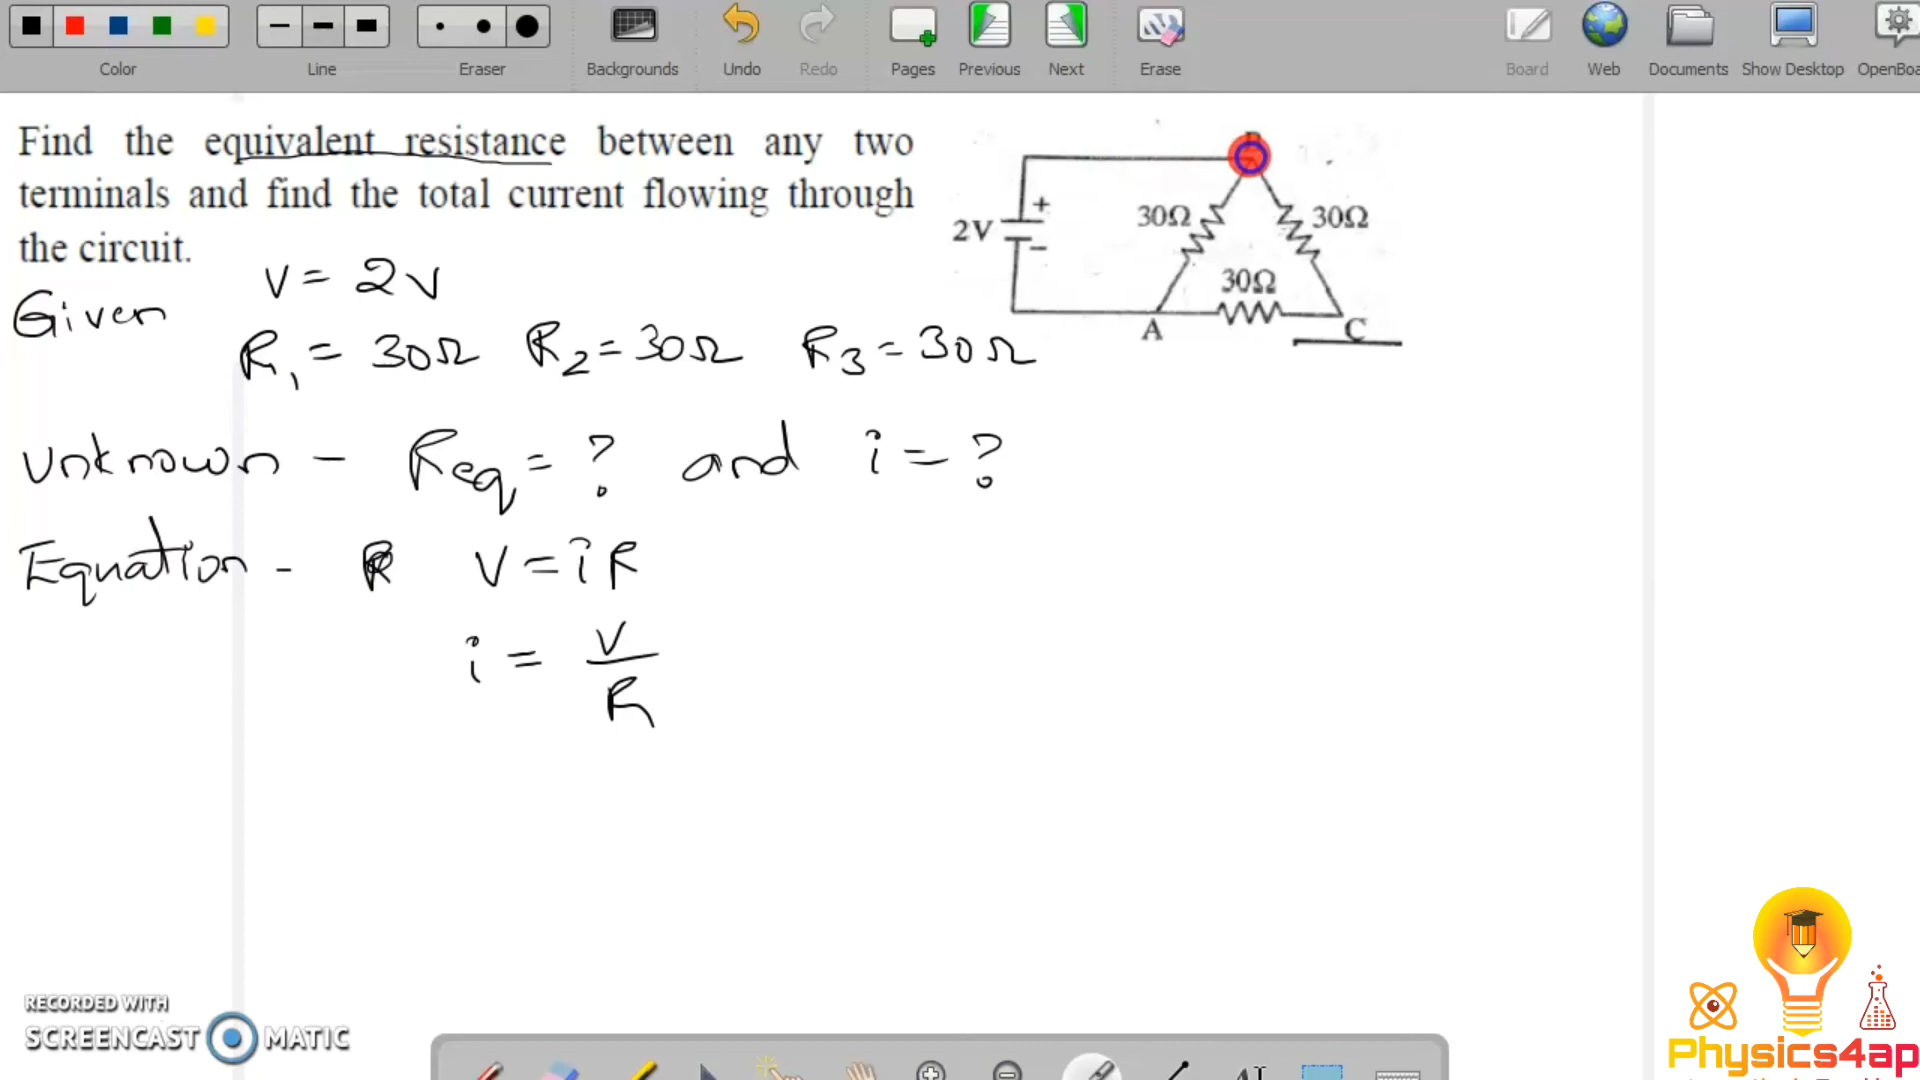 Color
Line
Eraser
Backgrounds
Undo
Redo
Pages
Previous
Next
Erase
Board
Web
Documents
Show Desktop
OpenBoa
Find the equivalent resistance between any two
terminals and find the total current flowing through
the circuit.
2V
+
−
30Ω
30Ω
30Ω
A
C
Given
V = 2V
R₁ = 30Ω R₂ = 30Ω R₃ = 30Ω
Unknown - Req = ? and i = ?
Equation - V = iR
i = V
R
RECORDED WITH
SCREENCAST MATIC
Physics4ap